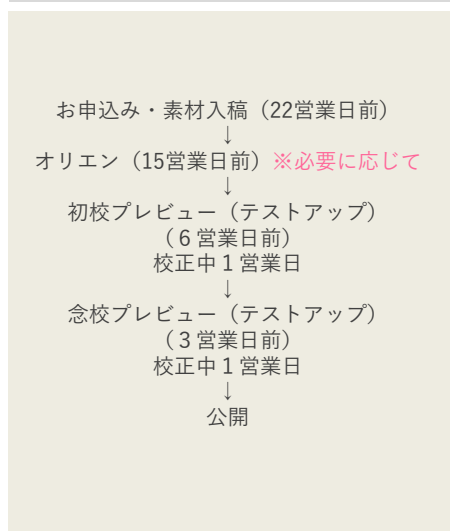 お申込み・素材入稿（22営業日前）
↓
オリエン（15営業日前）※必要に応じて
↓
初校プレビュー（テストアップ）
（６営業日前）
校正中１営業日
↓
念校プレビュー（テストアップ）
（３営業日前）
校正中１営業日
↓
公開